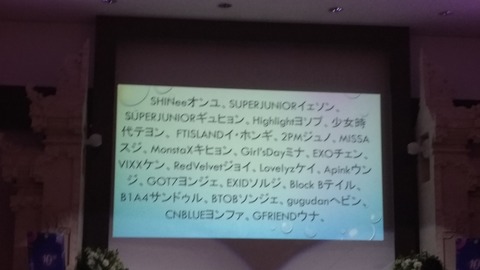 SHINeeオンユ、SUPERJUNIORイェソン、
SUPERJUNIORギュヒョン、Highlightヨソプ、少女時
代テヨン、 FTISLANDイ・ホンギ、2PMジュノ、MISSA
スジ、MonstaXキヒョン、Girl'sDayミナ、EXOチェン、
VIXXケン、RedVelvetジョイ、Lovelyzケイ、Apinkウン
ジ、GOT7ヨンジェ、EXIDソルジ、Block Bテイル、
B1A4サンドゥル、BTOBソンジェ、gugudanヘビン、
CNBLUEヨンファ、GFRIENDウナ、